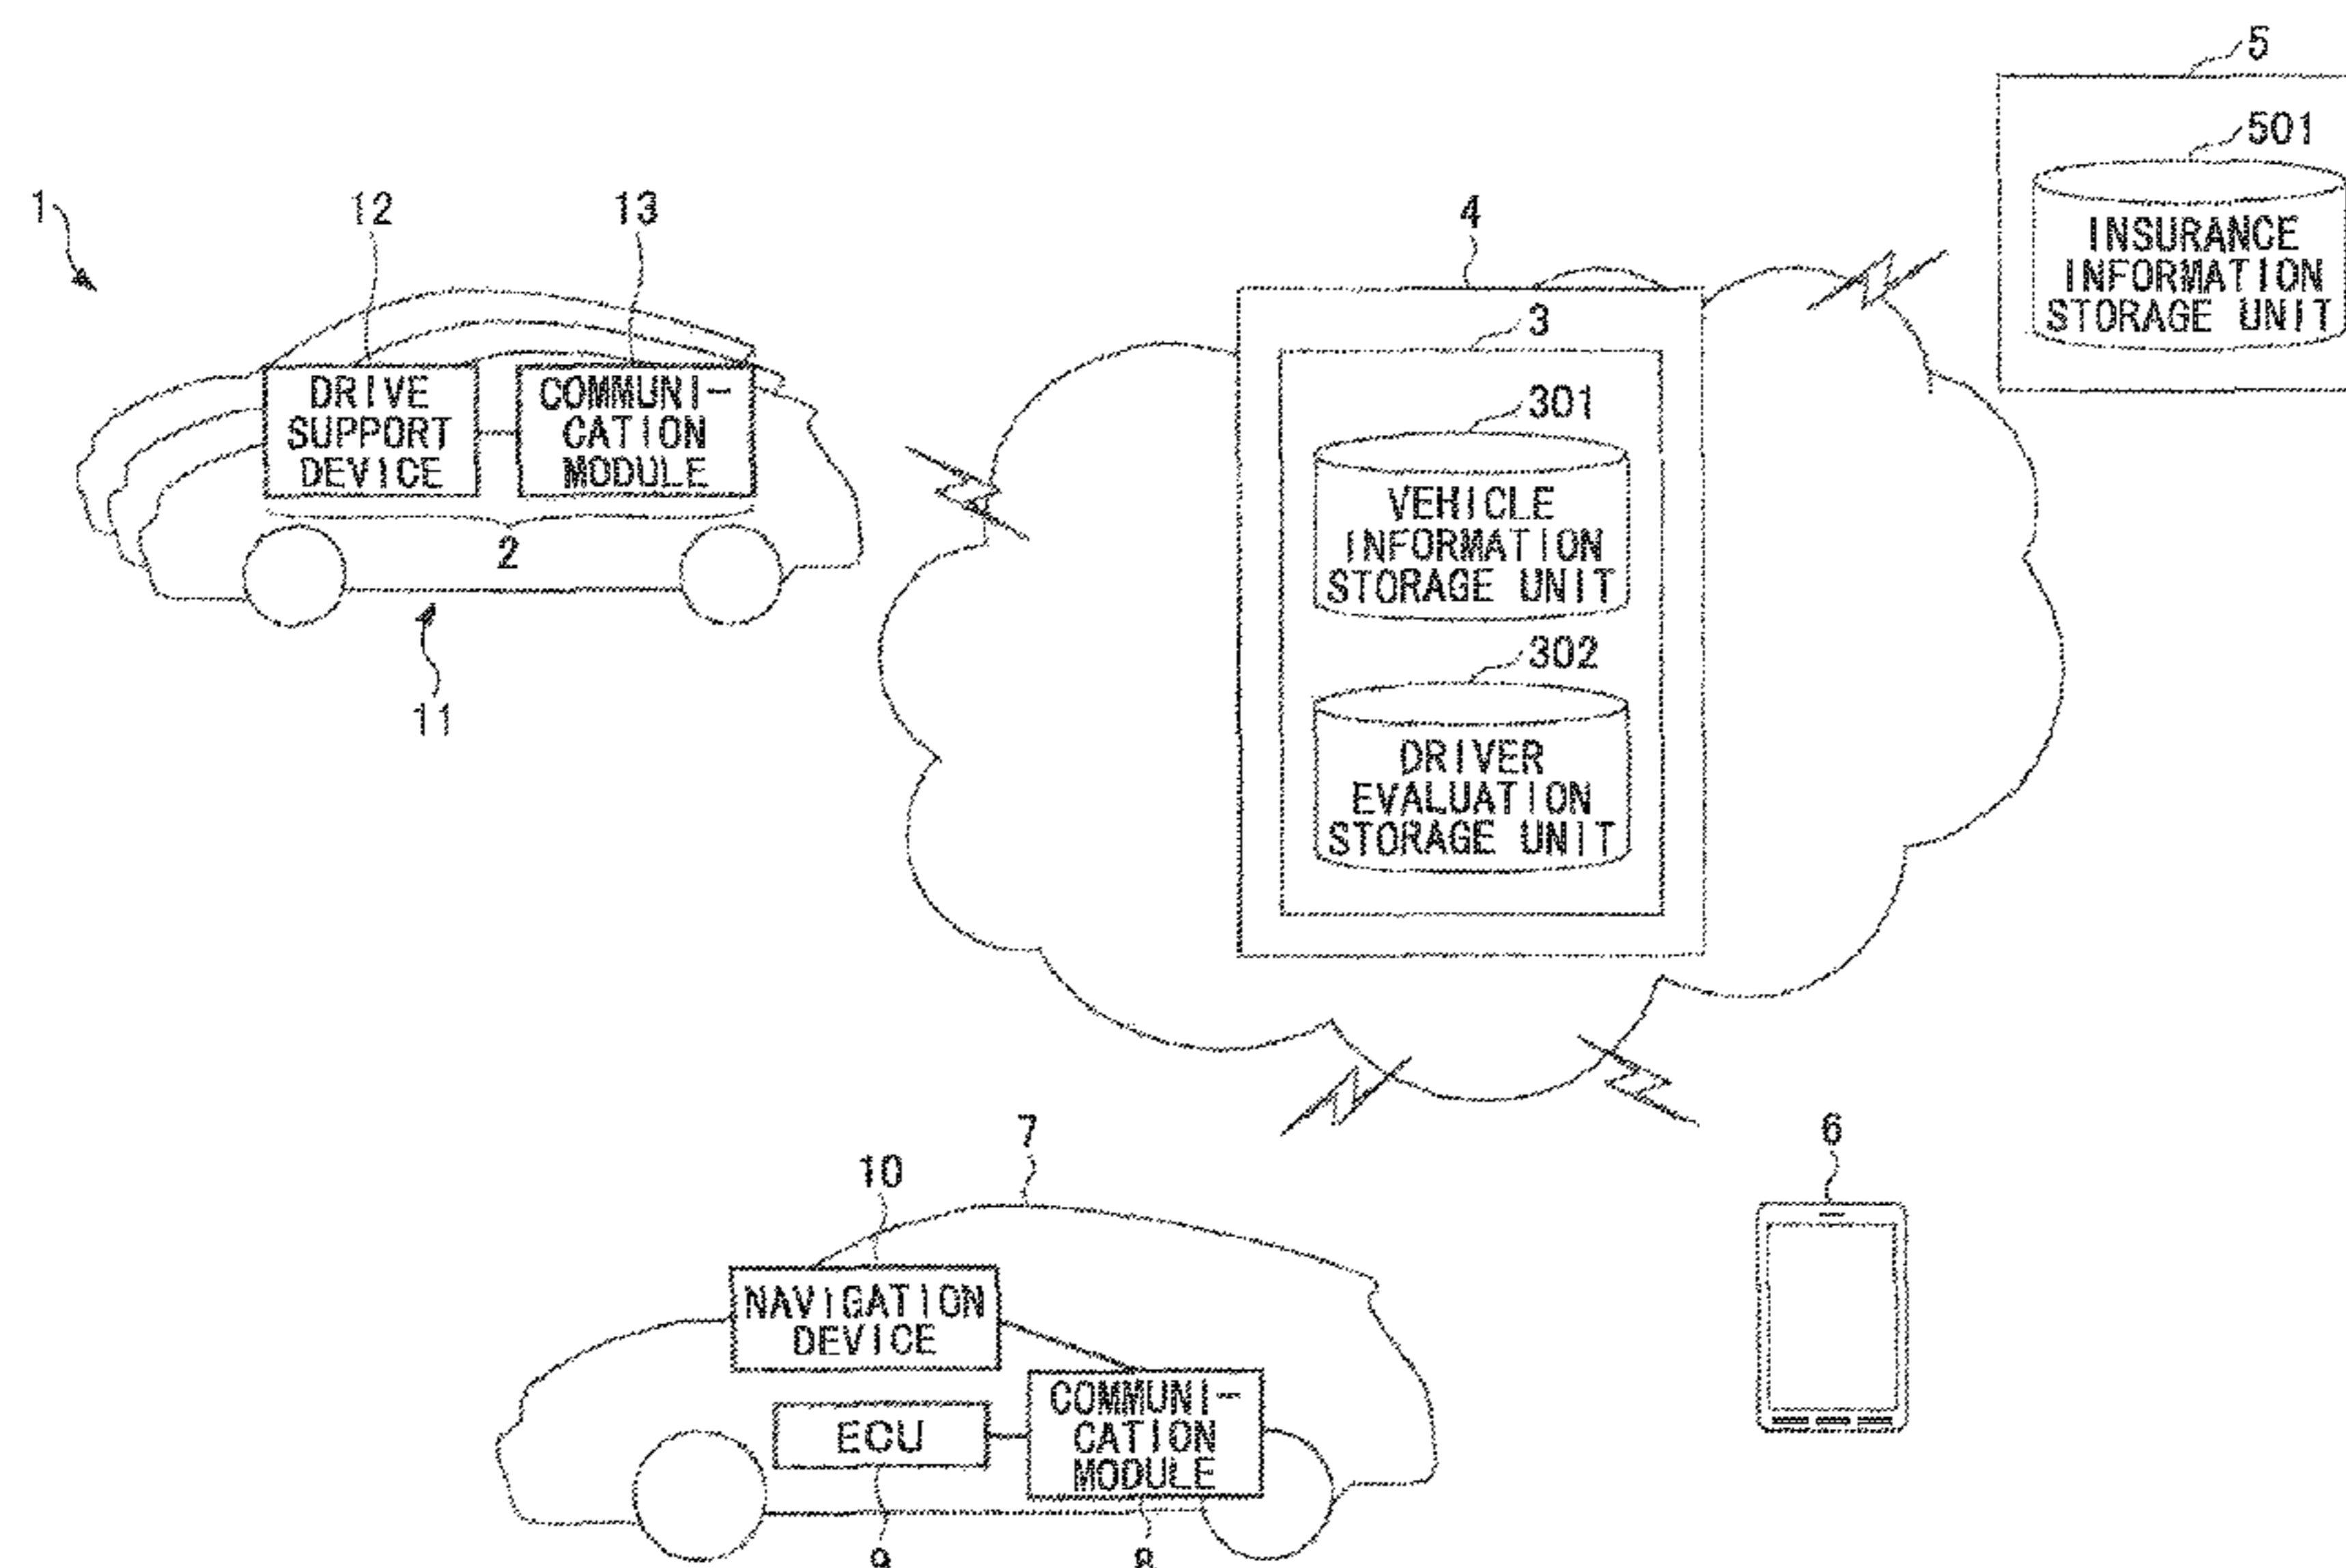 5
501
INSURANCE
INFORMATION
STORAGE UNIT
1
12
13
DRIVE
SUPPORT
DEVICE
COMMUNI-
CATION
MODULE
2
11
4
3
301
VEHICLE
INFORMATION
STORAGE UNIT
302
DRIVER
EVALUATION
STORAGE UNIT
7
10
NAVIGATION
DEVICE
ECU
COMMUNI-
CATION
MODULE
9
8
6